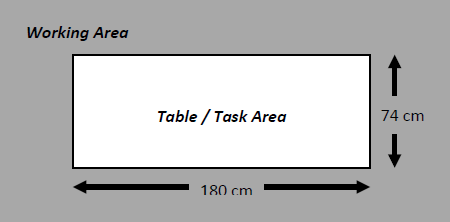 Working Area
Table / Task Area
74 cm
180 cm